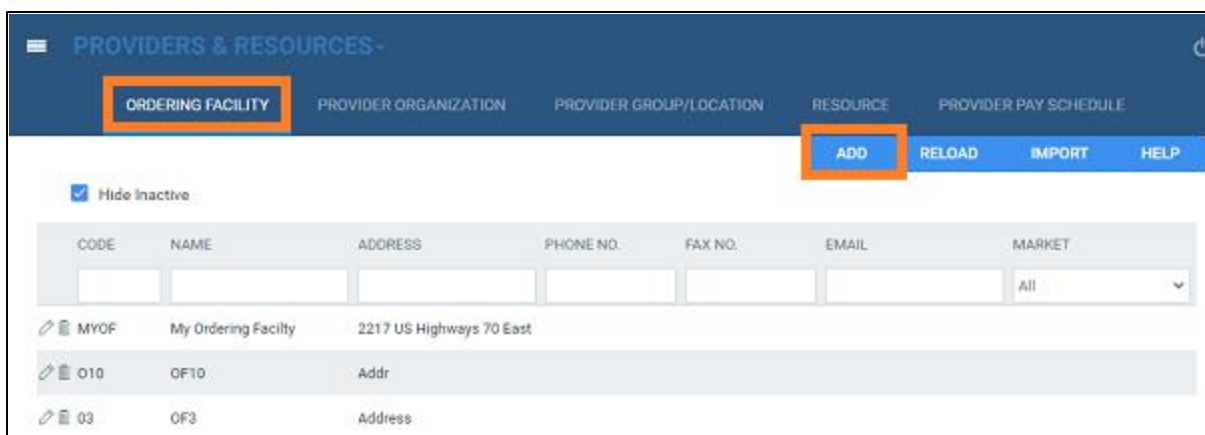 PROVIDERS & RESOURCES
ORDERING FACILITY PROVIDER ORGANIZATION PROVIDER GROUP/LOCATION RESOURCE PROVIDER PAY SCHEDULE
ADD RELOAD IMPORT HELP
Hide Inactive
CODE NAME ADDRESS PHONE NO. FAX NO. EMAIL MARKET
All
MYOF My Ordering Facilty 2217 US Highways 70 East
O10 OF10 Addr
03 OF3 Address